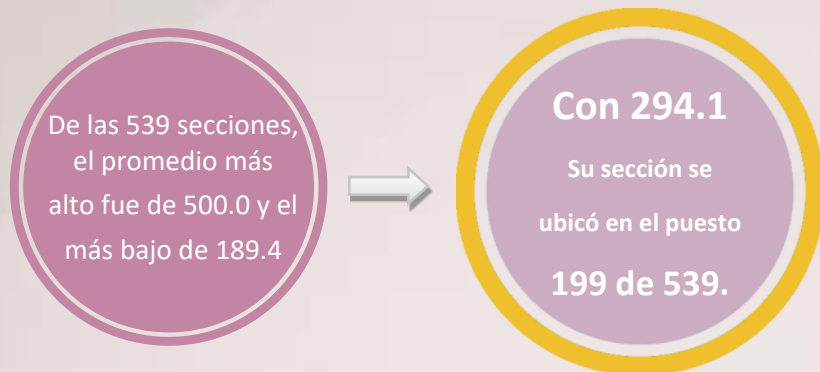 De las 539 secciones,
el promedio más
alto fue de 500.0 y el
más bajo de 189.4
Con 294.1
Su sección se
ubicó en el puesto
199 de 539.